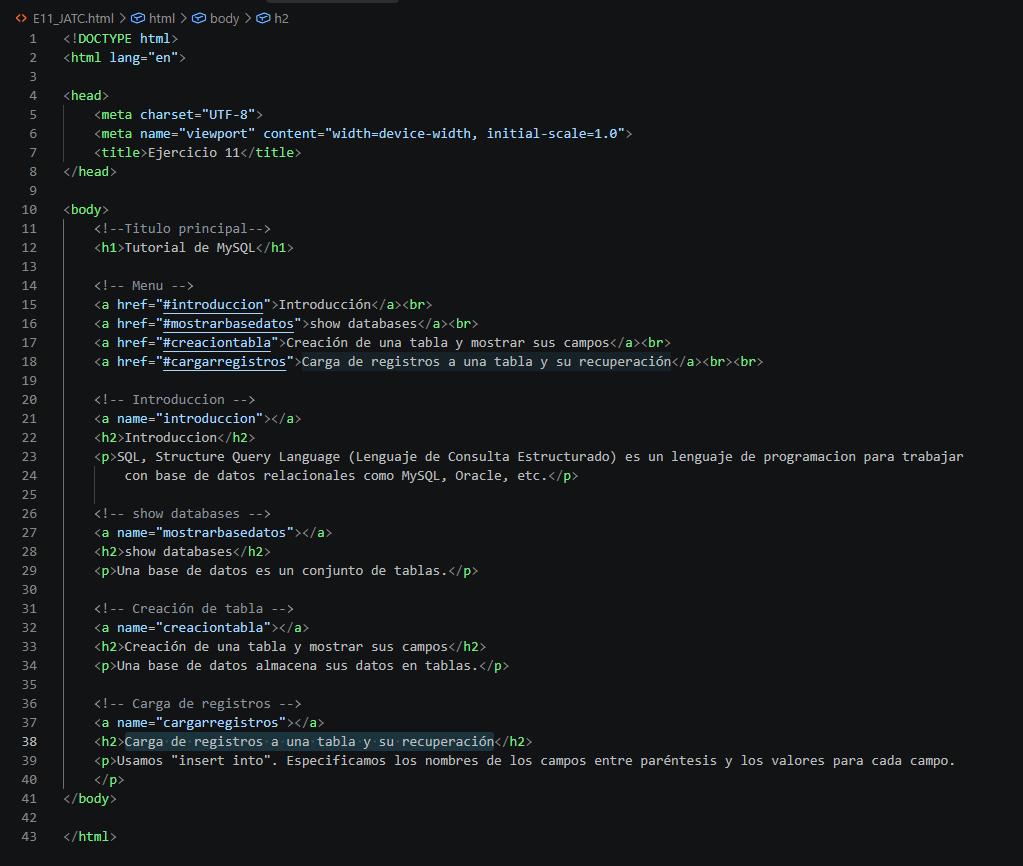 E11_JATC.html > html > body > h2
1 <!DOCTYPE html>
2 <html lang="en">
3
4 <head>
5     <meta charset="UTF-8">
6     <meta name="viewport" content="width=device-width, initial-scale=1.0">
7     <title>Ejercicio 11</title>
8 </head>
9
10 <body>
11     <!--Titulo principal-->
12     <h1>Tutorial de MySQL</h1>
13
14     <!-- Menu -->
15     <a href="#introduccion">Introducción</a><br>
16     <a href="#mostrarbasedatos">show databases</a><br>
17     <a href="#creaciontabla">Creación de una tabla y mostrar sus campos</a><br>
18     <a href="#cargarregistros">Carga de registros a una tabla y su recuperación</a><br><br>
19
20     <!-- Introduccion -->
21     <a name="introduccion"></a>
22     <h2>Introduccion</h2>
23     <p>SQL, Structure Query Language (Lenguaje de Consulta Estructurado) es un lenguaje de programacion para trabajar
24         con base de datos relacionales como MySQL, Oracle, etc.</p>
25
26     <!-- show databases -->
27     <a name="mostrarbasedatos"></a>
28     <h2>show databases</h2>
29     <p>Una base de datos es un conjunto de tablas.</p>
30
31     <!-- Creación de tabla -->
32     <a name="creaciontabla"></a>
33     <h2>Creación de una tabla y mostrar sus campos</h2>
34     <p>Una base de datos almacena sus datos en tablas.</p>
35
36     <!-- Carga de registros -->
37     <a name="cargarregistros"></a>
38     <h2>Carga de registros a una tabla y su recuperación</h2>
39     <p>Usamos "insert into". Especificamos los nombres de los campos entre paréntesis y los valores para cada campo.
40     </p>
41 </body>
42
43 </html>